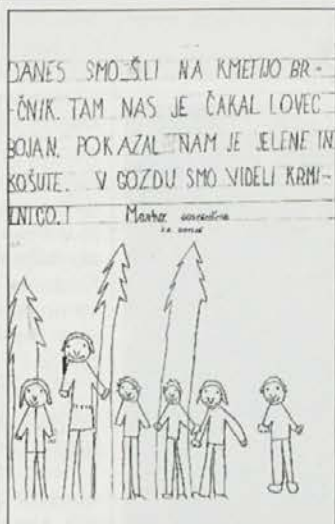 DANES SMO ŠLI NA KMETIJO BR-
-ČNIK. TAM NAS JE ČAKAL LOVEC
BOJAN. POKAZAL NAM JE JELENE IN
KOŠUTE. V GOZDU SMO VIDELI KRMI-
LNICO.